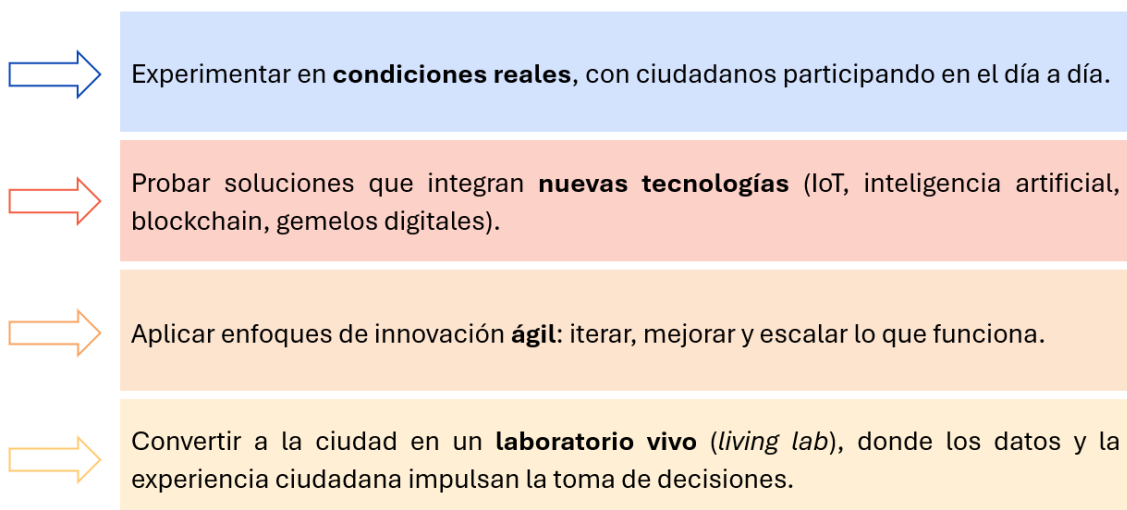 Experimentar en condiciones reales, con ciudadanos participando en el día a día.
Probar soluciones que integran nuevas tecnologías (IoT, inteligencia artificial,
blockchain, gemelos digitales).
Aplicar enfoques de innovación ágil: iterar, mejorar y escalar lo que funciona.
Convertir a la ciudad en un laboratorio vivo (living lab), donde los datos y la
experiencia ciudadana impulsan la toma de decisiones.